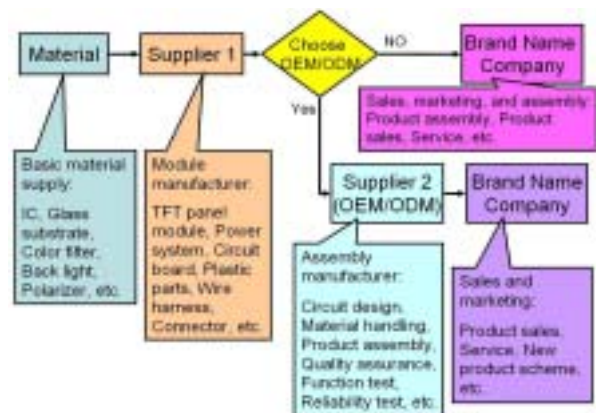 Material
Supplier 1
Choose
OEM/ODM
NO
Brand Name
Company
Yes
Sales, marketing, and assembly:
Product assembly, Product
sales, Service, etc.
Basic material
supply:
IC, Glass
substrate,
Color filter,
Back light,
Polarizer, etc.
Module
manufacturer:
TFT panel
module, Power
system, Circuit
board, Plastic
parts, Wire
harness,
Connector, etc.
Supplier 2
(OEM/ODM)
Brand Name
Company
Assembly
manufacturer:
Circuit design,
Material handling,
Product assembly,
Quality assurance,
Function test,
Reliability test, etc.
Sales and
marketing:
Product sales,
Service, New
product scheme,
etc.